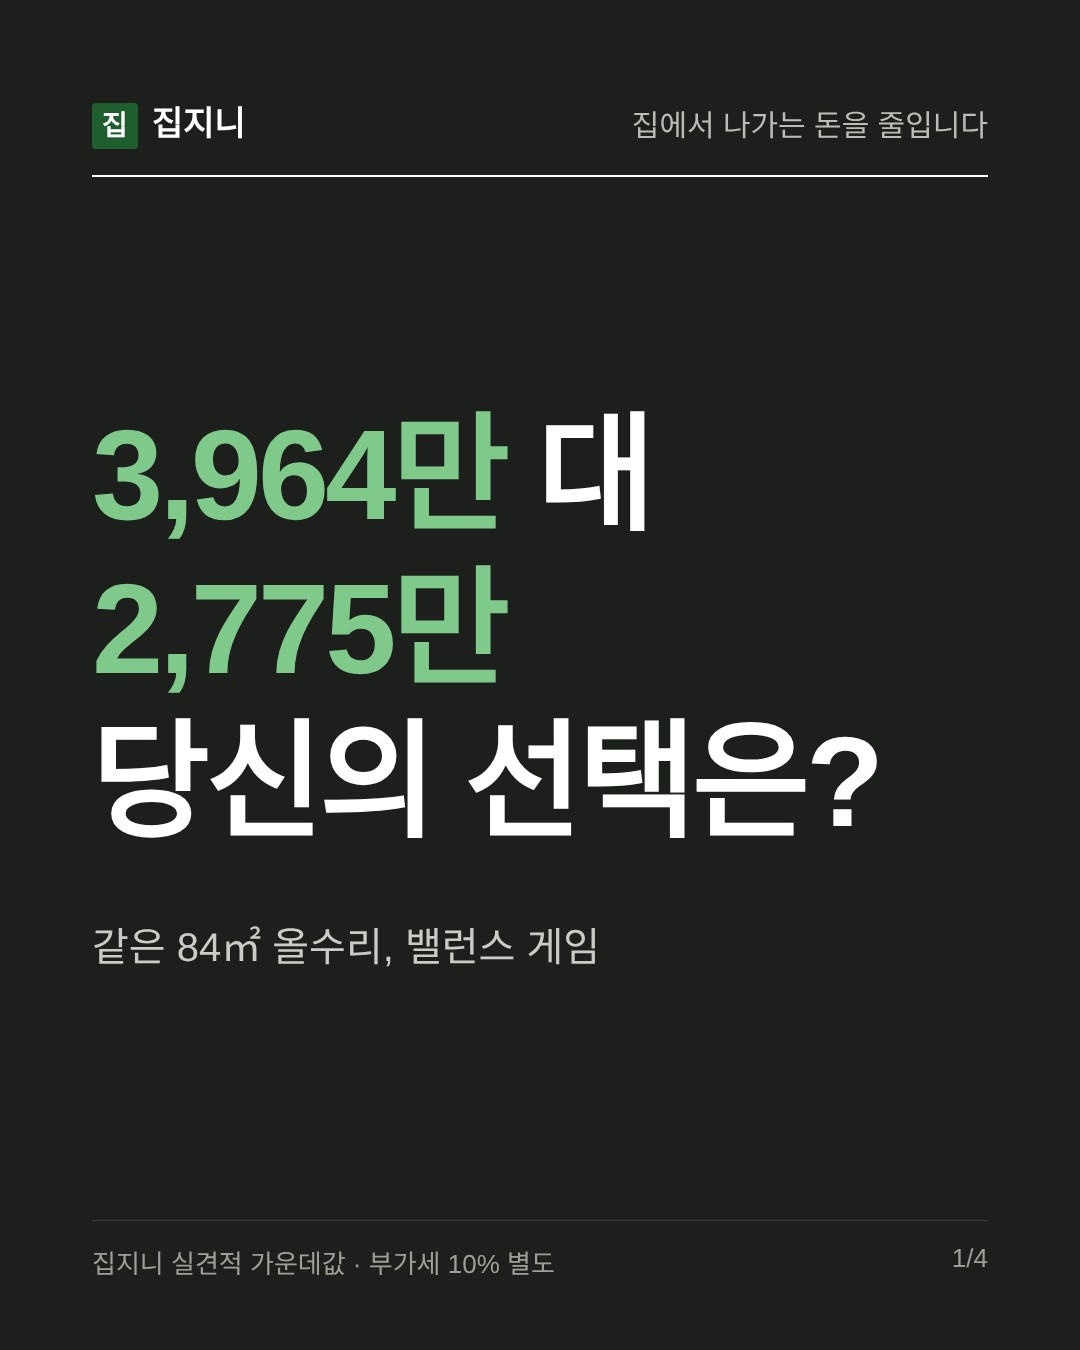 집 집지니
집에서 나가는 돈을 줄입니다
3,964만 대
2,775만
당신의 선택은?
같은 84㎡ 올수리, 밸런스 게임
집지니 실견적 가운데값 · 부가세 10% 별도
1/4